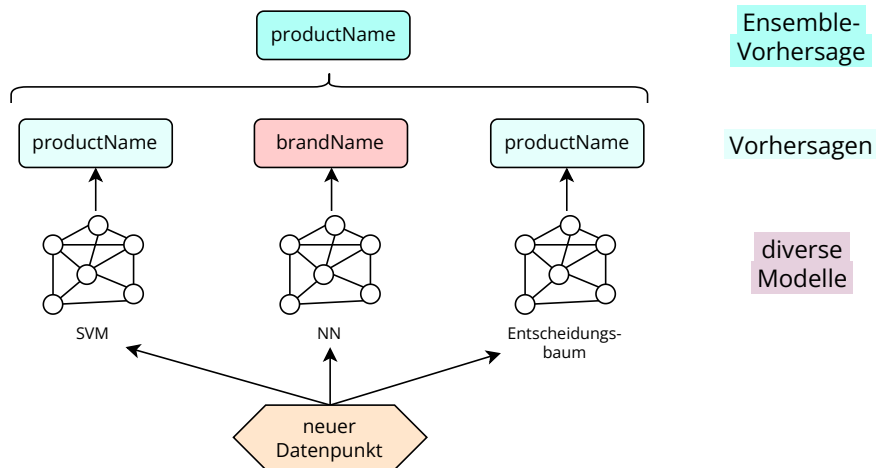 productName
Ensemble-
Vorhersage
productName
brandName
productName
Vorhersagen
diverse
Modelle
SVM
NN
Entscheidungs-
baum
neuer
Datenpunkt